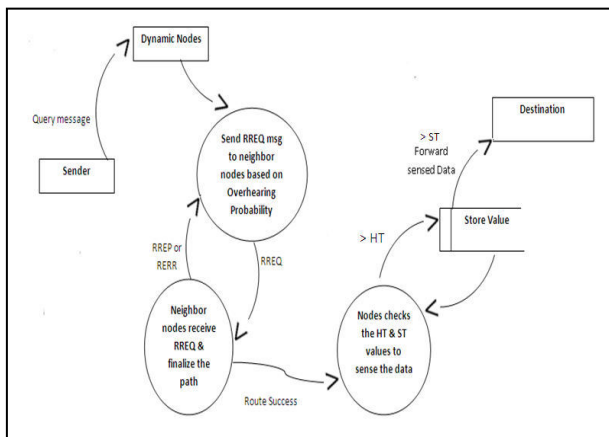 Dynamic Nodes
Query message
Sender
Send RREQ msg
to neighbor
nodes based on
Overhearing
Probability
RREP or
RERR
RREQ
Neighbor
nodes receive
RREQ &
finalize the
path
Route Success
Nodes checks
the HT & ST
values to
sense the data
> HT
Store Value
> ST
Forward
sensed Data
Destination